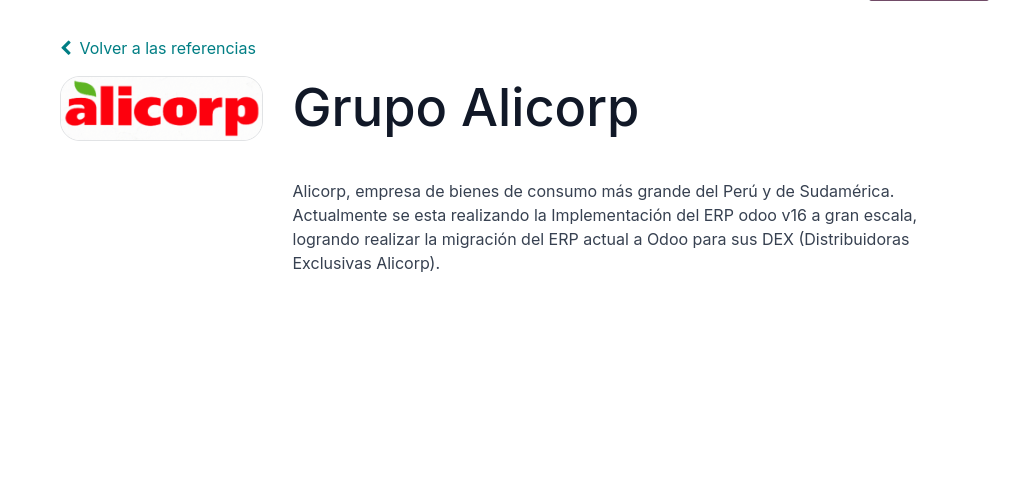 Volver a las referencias
alicorp
Grupo Alicorp
Alicorp, empresa de bienes de consumo más grande del Perú y de Sudamérica.
Actualmente se esta realizando la Implementación del ERP odoo v16 a gran escala,
logrando realizar la migración del ERP actual a Odoo para sus DEX (Distribuidoras
Exclusivas Alicorp).